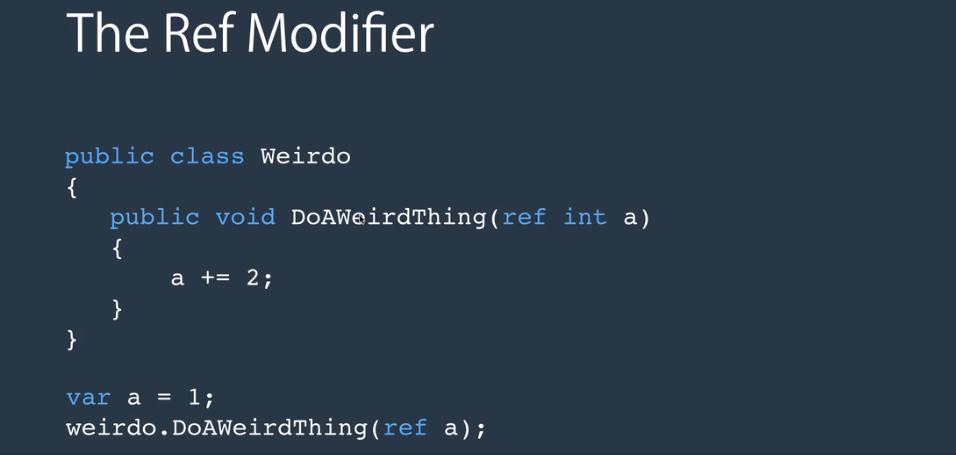 The Ref Modifier
public class Weirdo
{
public void DoAWeirdThing(ref int a)
{
a += 2;
}
}
var a = 1;
weirdo.DoAWeirdThing(ref a);